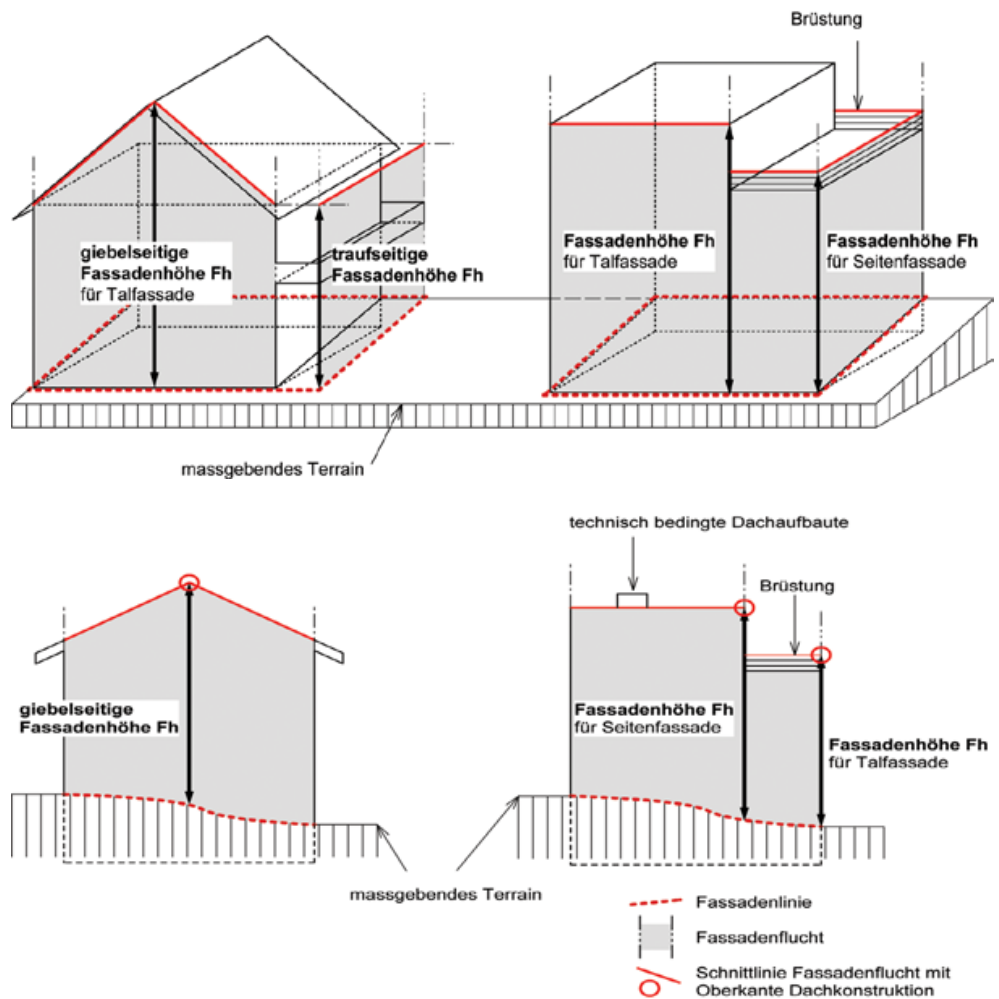 Brüstung
giebelseitige
Fassadenhöhe Fh
für Talfassade
traufseitige
Fassadenhöhe Fh
Fassadenhöhe Fh
für Talfassade
Fassadenhöhe Fh
für Seitenfassade
massgebendes Terrain
technisch bedingte Dachaufbaute
Brüstung
giebelseitige
Fassadenhöhe Fh
Fassadenhöhe Fh
für Seitenfassade
Fassadenhöhe Fh
für Talfassade
massgebendes Terrain
Fassadenlinie
Fassadenflucht
Schnittlinie Fassadenflucht mit
Oberkante Dachkonstruktion